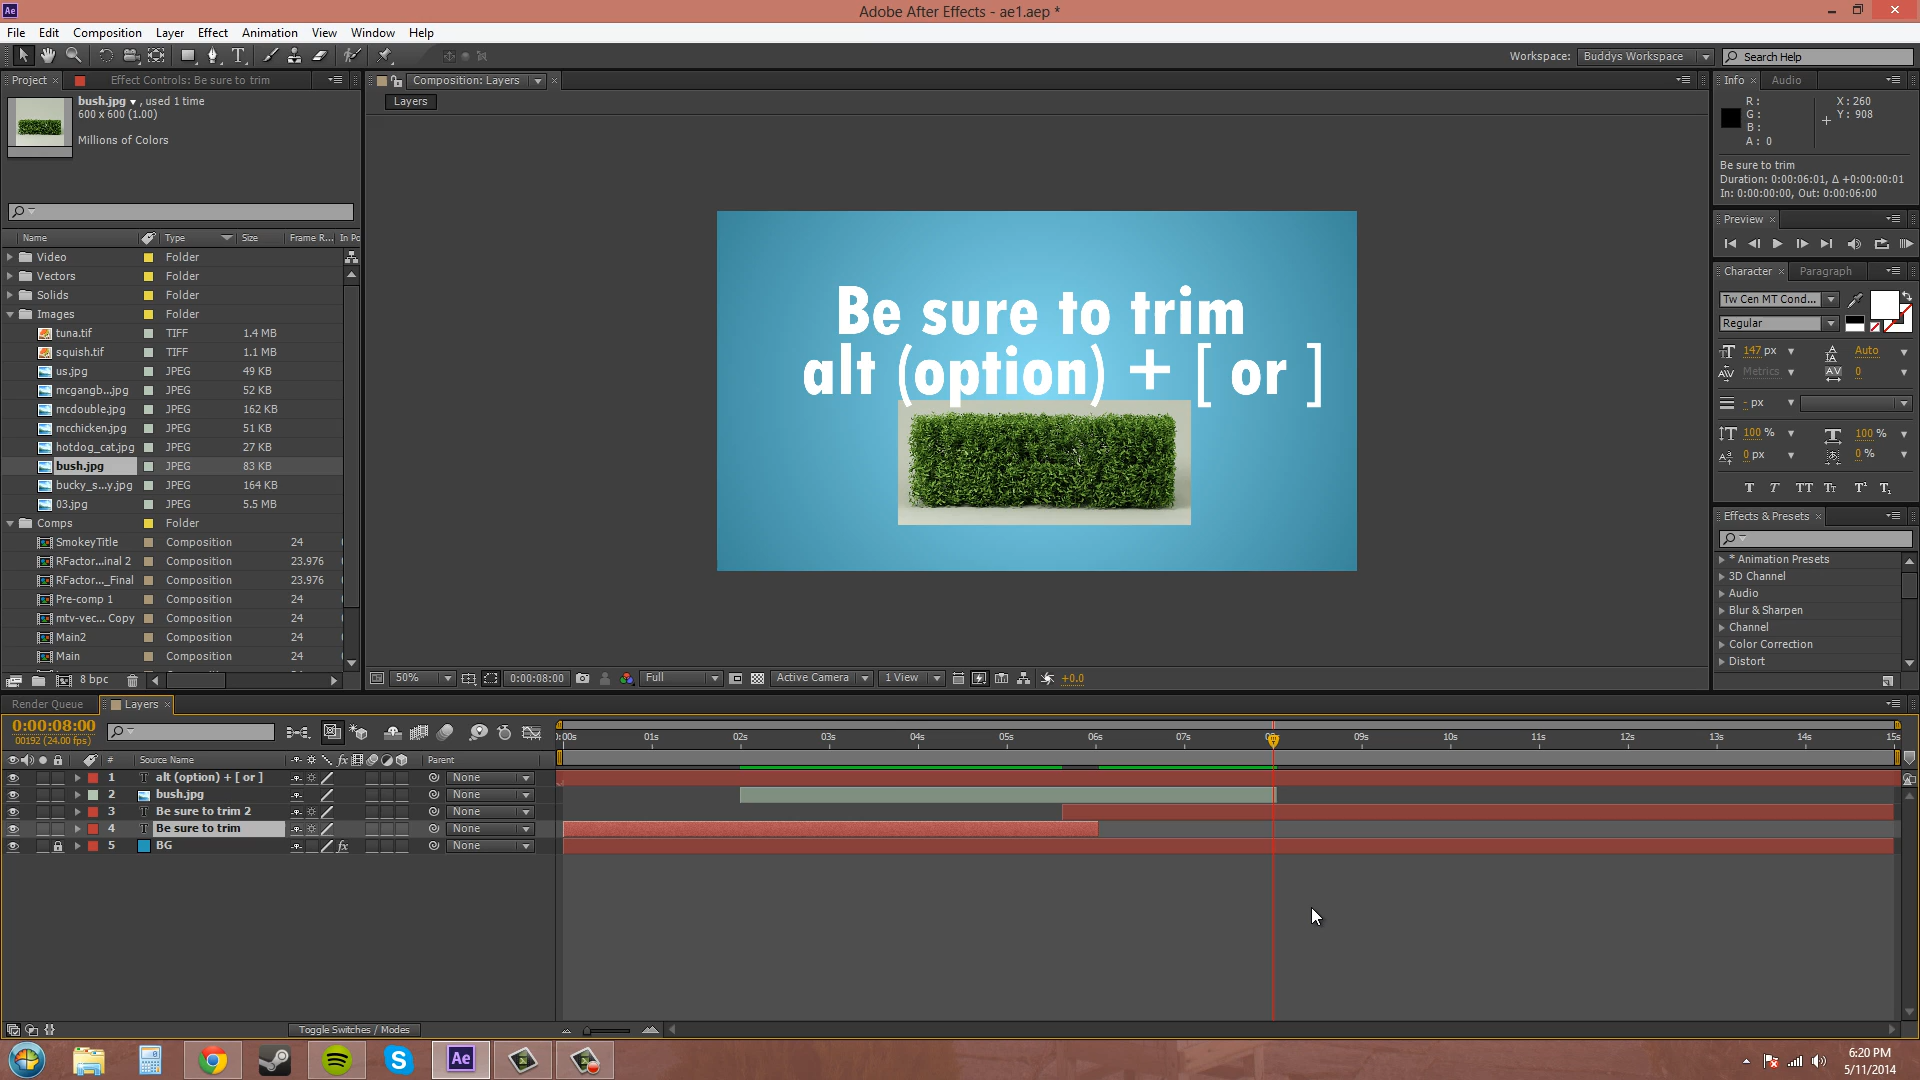 Adobe After Effects - ae1.aep *
File Edit Composition Layer Effect Animation View Window Help
Workspace: Buddys Workspace Search Help
Project Effect Controls: Be sure to trim
Composition: Layers
Info Audio
bush.jpg , used 1 time
600 x 600 (1.00)
Millions of Colors
Layers
R :
G :
B :
A : 0
X : 260
Y : 908
Be sure to trim
Duration: 0:00:06:01, Δ +0:00:00:01
In: 0:00:00:00, Out: 0:00:06:00
Preview
Name Type Size Frame R... In Po
Video Folder
Vectors Folder
Solids Folder
Images Folder
tuna.tif TIFF 1.4 MB
squish.tif TIFF 1.1 MB
us.jpg JPEG 49 KB
mcgangb...jpg JPEG 52 KB
mcdouble.jpg JPEG 162 KB
mcchicken.jpg JPEG 51 KB
hotdog_cat.jpg JPEG 27 KB
bush.jpg JPEG 83 KB
bucky_s...y.jpg JPEG 164 KB
03.jpg JPEG 5.5 MB
Comps Folder
SmokeyTitle Composition 24
RFactor...inal 2 Composition 23.976
RFactor..._Final Composition 23.976
Pre-comp 1 Composition 24
mtv-vec... Copy Composition 24
Main2 Composition 24
Main Composition 24
8 bpc
Be sure to trim
alt (option) + [ or ]
50% 0:00:08:00 Full Active Camera 1 View +0.0
Character Paragraph
Tw Cen MT Cond...
Regular
147 px Auto
Metrics 0
- px
100 % 100 %
0 px 0 %
T T TT Tr T¹ T₁
Effects & Presets
* Animation Presets
3D Channel
Audio
Blur & Sharpen
Channel
Color Correction
Distort
Render Queue Layers
0:00:08:00
00192 (24.00 fps)
# Source Name Parent
1 alt (option) + [ or ] None
2 bush.jpg None
3 Be sure to trim 2 None
4 Be sure to trim None
5 BG None
):00s 01s 02s 03s 04s 05s 06s 07s 09s 10s 11s 12s 13s 14s 15s
Toggle Switches / Modes
6:20 PM
5/11/2014